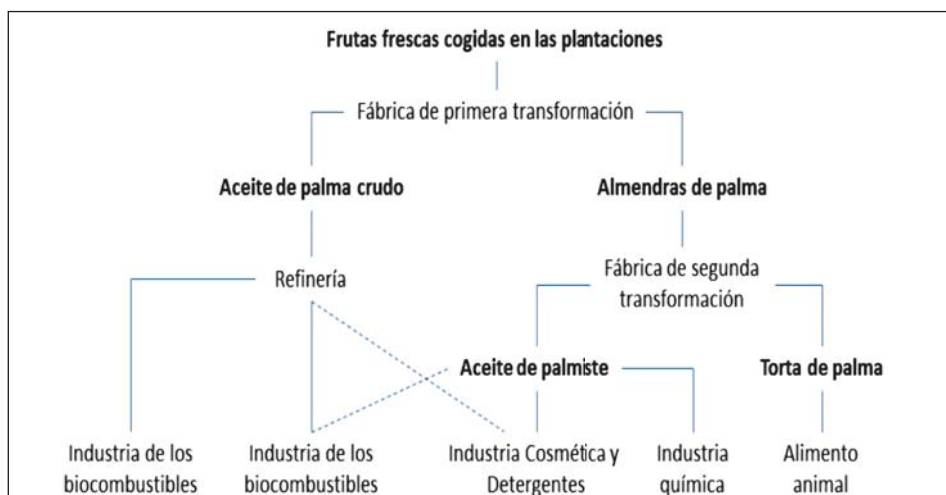 Frutas frescas cogidas en las plantaciones
Fábrica de primera transformación
Aceite de palma crudo
Almendras de palma
Refinería
Fábrica de segunda
transformación
Aceite de palmiste
Torta de palma
Industria de los
biocombustibles
Industria de los
biocombustibles
Industria Cosmética y
Detergentes
Industria
química
Alimento
animal